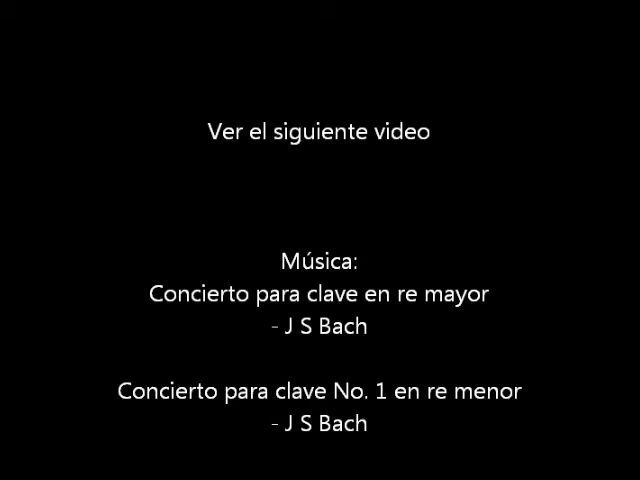 Ver el siguiente video
Música:
Concierto para clave en re mayor
- J S Bach
Concierto para clave No. 1 en re menor
- J S Bach